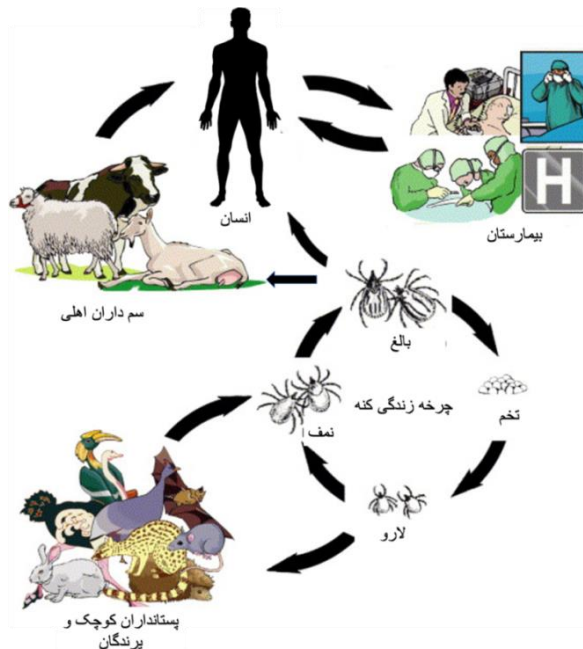 انسان
H
بیمارستان
سم داران اهلی
بالغ
چرخه زندگی کنه
نمف
تخم
لارو
پستانداران کوچک و
پرندگان